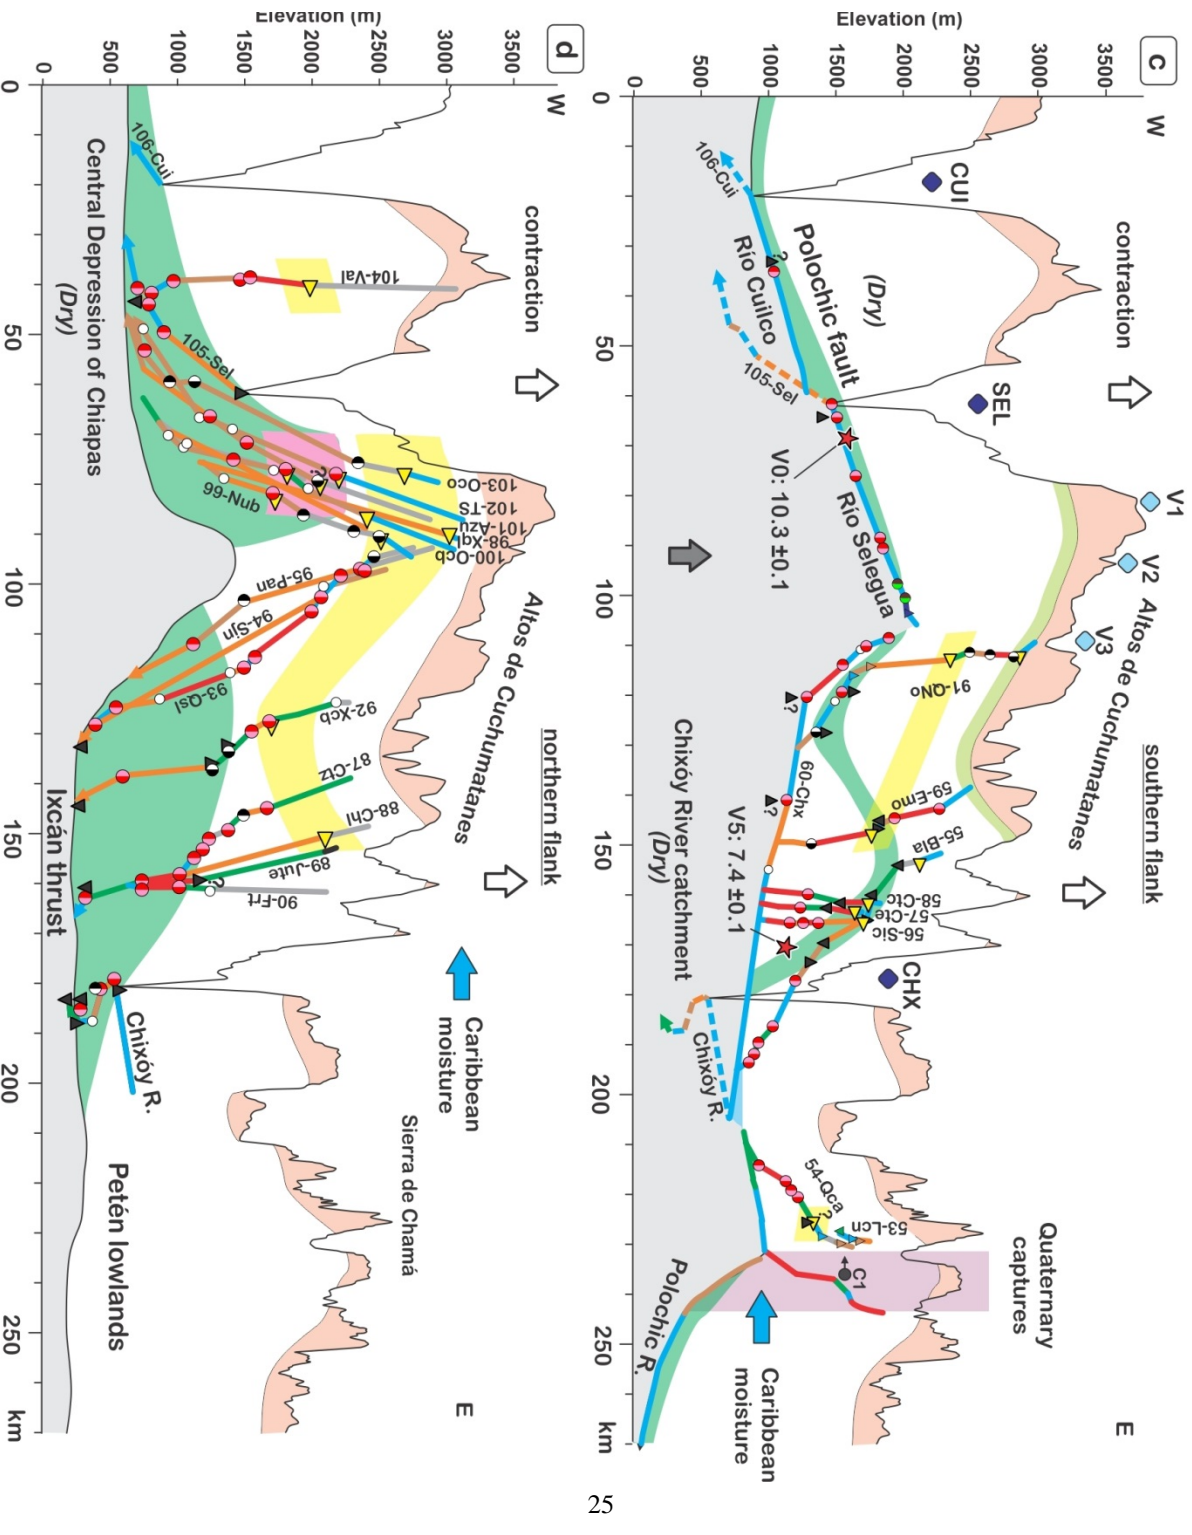 c
W
E
Elevation (m)
0
500
1000
1500
2000
2500
3000
3500
0
50
100
150
200
250
km
contraction
southern flank
Altos de Cuchumatanes
Quaternary
captures
Caribbean
moisture
CUI
SEL
CHX
V1
V2
V3
C1
(Dry)
Polochic fault
Río Cuilco
Río Selegua
106-Cui
105-Sel
?
V0: 10.3 ±0.1
V5: 7.4 ±0.1
Chixóy River catchment
(Dry)
60-Chx
?
?
91-QNo
59-Emo
55-Bla
58-Ctc
57-Cte
56-Sic
Chixóy R.
54-Qca
?
53-Lcn
Polochic R.
d
W
E
Elevation (m)
0
500
1000
1500
2000
2500
3000
3500
0
50
100
150
200
250
km
contraction
northern flank
Altos de Cuchumatanes
Caribbean
moisture
Sierra de Chamá
Central Depression of Chiapas
(Dry)
Ixcán thrust
Petén lowlands
106-Cui
104-Val
105-Sel
103-Oco
102-TS
101-Azu
98-Xql
100-Qcb
99-Nuq
?
95-Pan
94-Sjn
93-Qsl
92-Xcb
87-Ctz
88-Chl
89-Jute
90-Frt
?
Chixóy R.
25